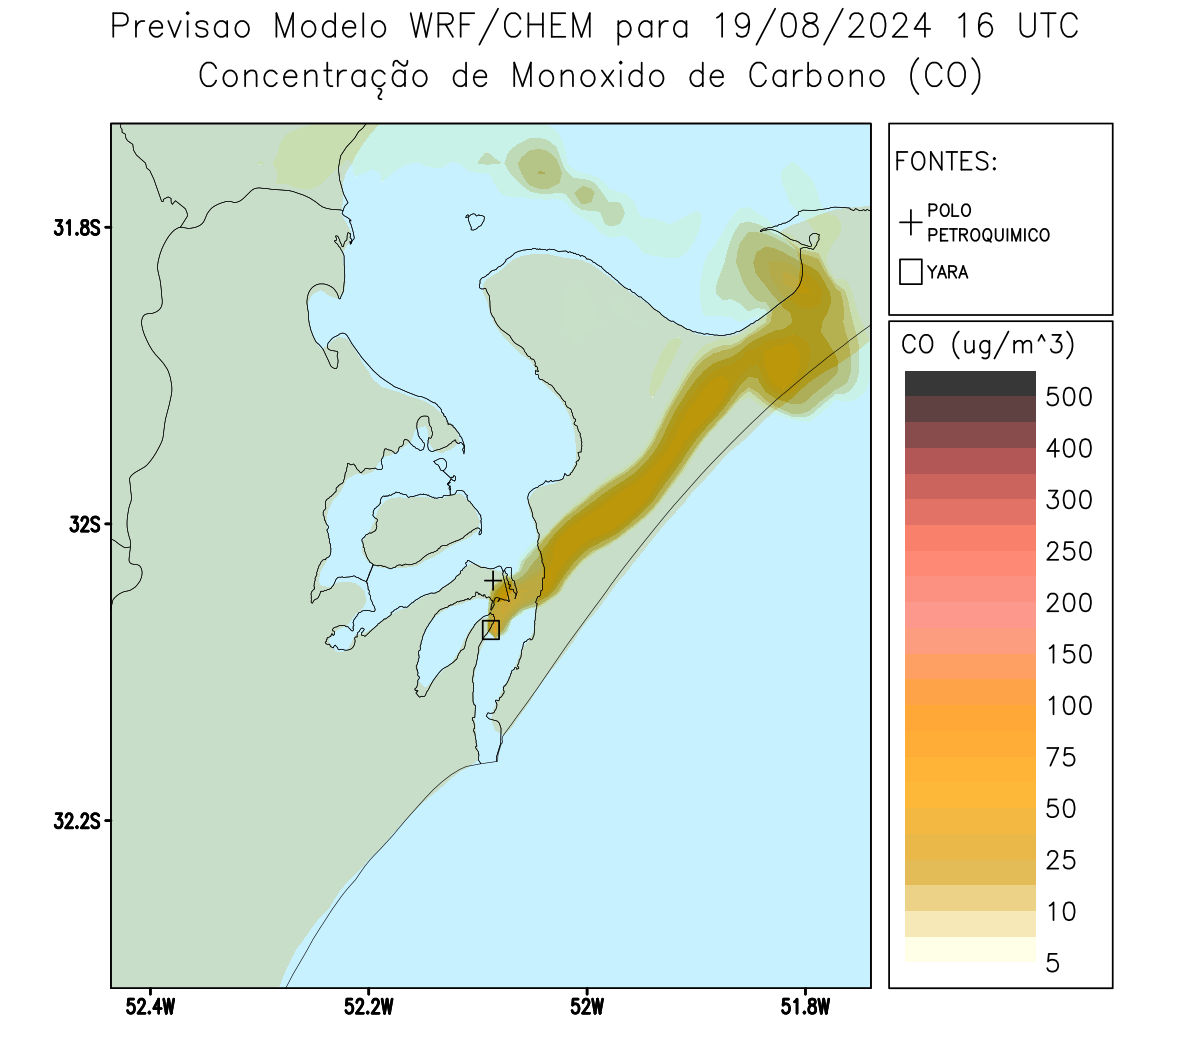 Previsao Modelo WRF/CHEM para 19/08/2024 16 UTC
Concentração de Monoxido de Carbono (CO)
FONTES:
POLO
PETROQUIMICO
YARA
CO (ug/m^3)
500
400
300
250
200
150
100
75
50
25
10
5
31.8S
32S
32.2S
52.4W
52.2W
52W
51.8W